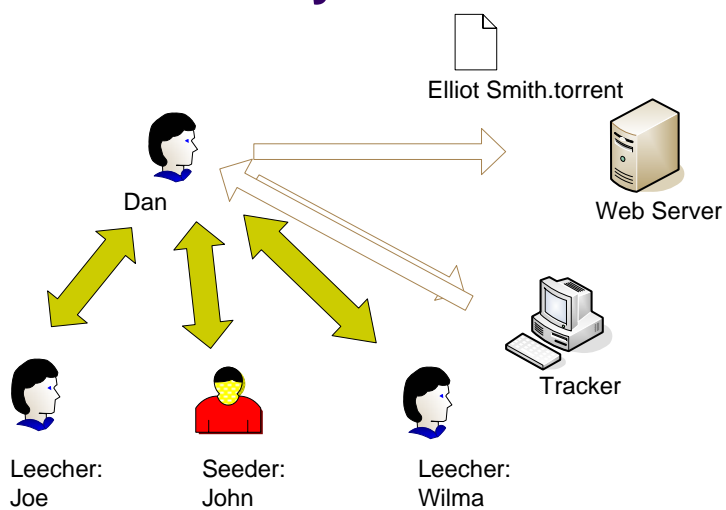 Elliot Smith.torrent
Dan
Web Server
Tracker
Leecher:
Joe
Seeder:
John
Leecher:
Wilma